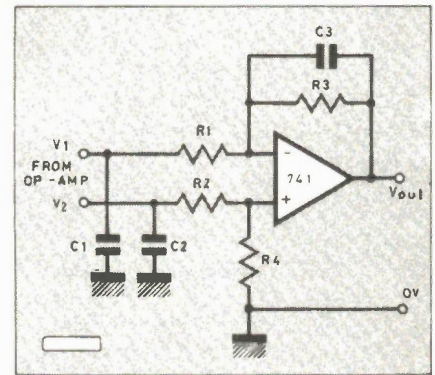 C3
R3
V1
R1
FROM
OP-AMP
-
741
+
Vout
V2
R2
C1
C2
R4
0V